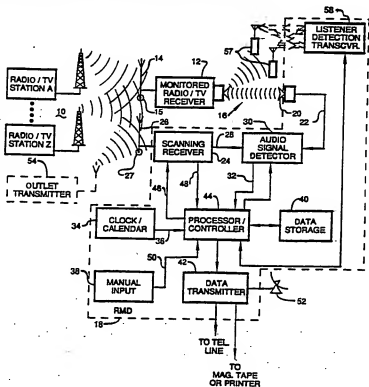 58
LISTENER
DETECTION
TRANSCVR.
57
14
12
RADIO / TV
STATION A
MONITORED
RADIO / TV
RECEIVER
10
15
16
20
26
30
22
RADIO / TV
STATION Z
28
SCANNING
RECEIVER
AUDIO
SIGNAL
DETECTOR
54
24
OUTLET
TRANSMITTER
27
32
46
48
44
40
CLOCK /
CALENDAR
PROCESSOR /
CONTROLLER
DATA
STORAGE
34
36
50
42
38
MANUAL
INPUT
DATA
TRANSMITTER
52
RMD
18
TO TEL.
LINE
TO
MAG. TAPE
OR PRINTER